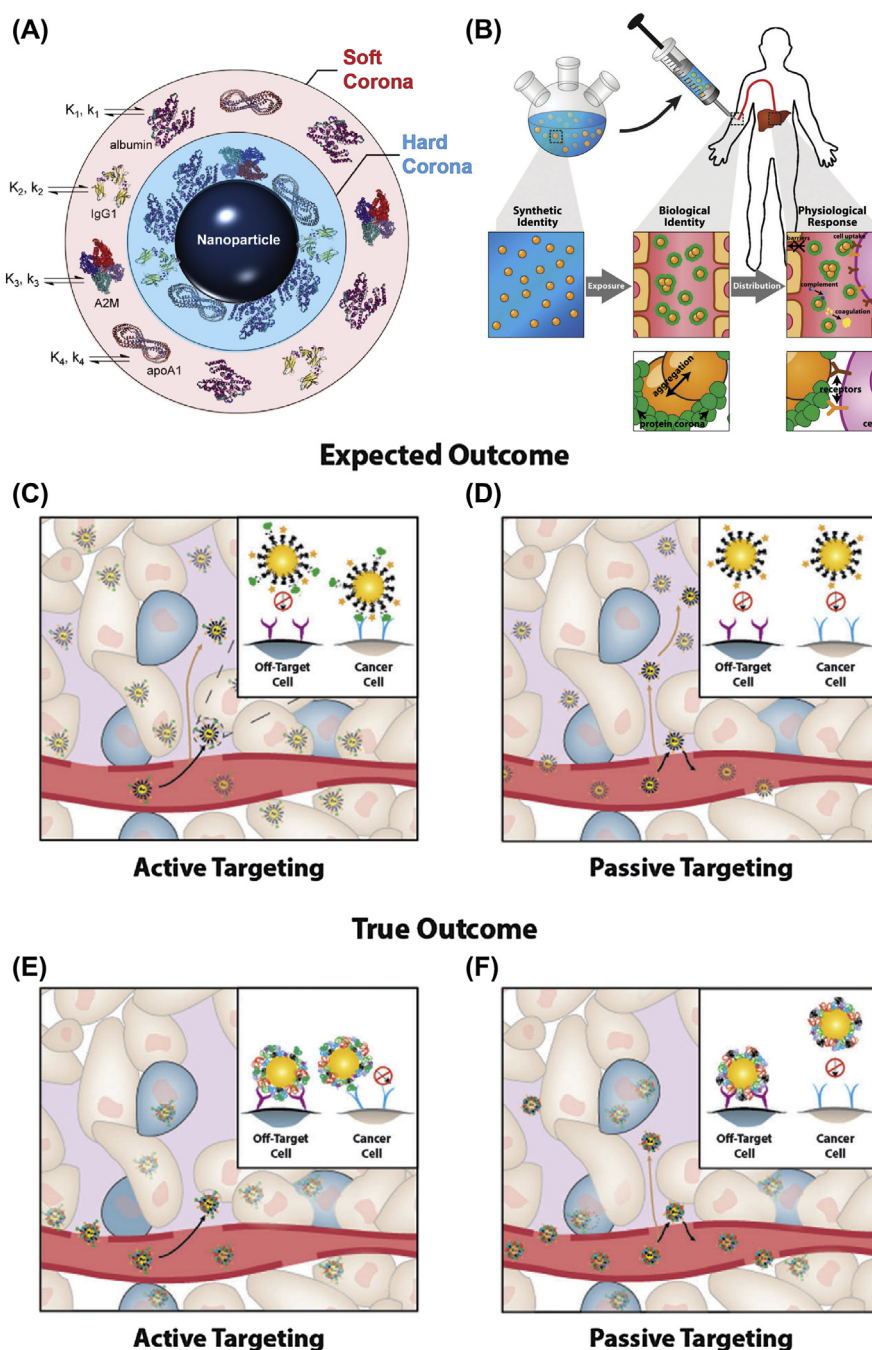 (A)
Soft
Corona
K1, k1
albumin
Hard
Corona
K2, k2
IgG1
Nanoparticle
K3, k3
A2M
K4, k4
apoA1
(B)
Synthetic
Identity
Biological
Identity
Physiological
Response
Exposure
Distribution
barriers
cell uptake
complement
coagulation
aggregation
protein corona
receptors
ce
Expected Outcome
(C)
Off-Target
Cell
Cancer
Cell
Active Targeting
(D)
Off-Target
Cell
Cancer
Cell
Passive Targeting
True Outcome
(E)
Off-Target
Cell
Cancer
Cell
Active Targeting
(F)
Off-Target
Cell
Cancer
Cell
Passive Targeting